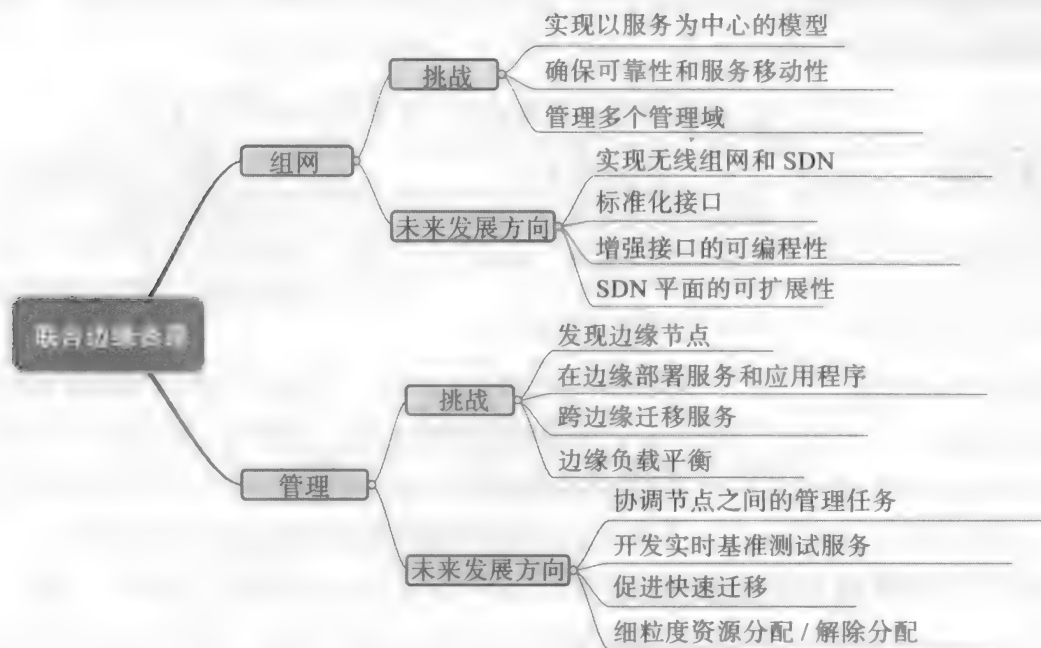 组网
挑战
实现以服务为中心的模型
确保可靠性和服务移动性
管理多个管理域
未来发展方向
实现无线组网和 SDN
标准化接口
增强接口的可编程性
SDN 平面的可扩展性
联合边缘
管理
挑战
发现边缘节点
在边缘部署服务和应用程序
跨边缘迁移服务
边缘负载平衡
未来发展方向
协调节点之间的管理任务
开发实时基准测试服务
促进快速迁移
细粒度资源分配 / 解除分配